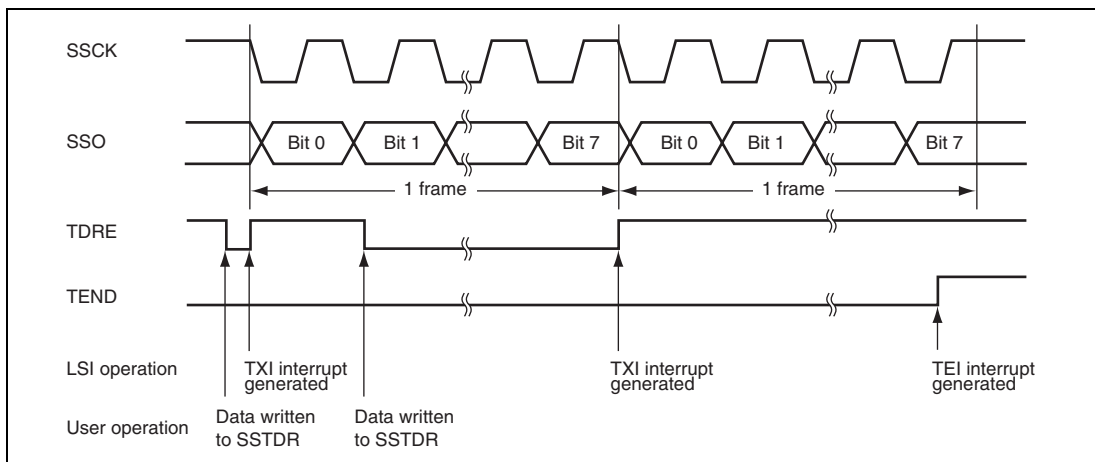 SSCK
SSO
Bit 0
Bit 1
Bit 7
Bit 0
Bit 1
Bit 7
1 frame
1 frame
TDRE
TEND
LSI operation
TXI interrupt
generated
TXI interrupt
generated
TEI interrupt
generated
User operation
Data written
to SSTDR
Data written
to SSTDR